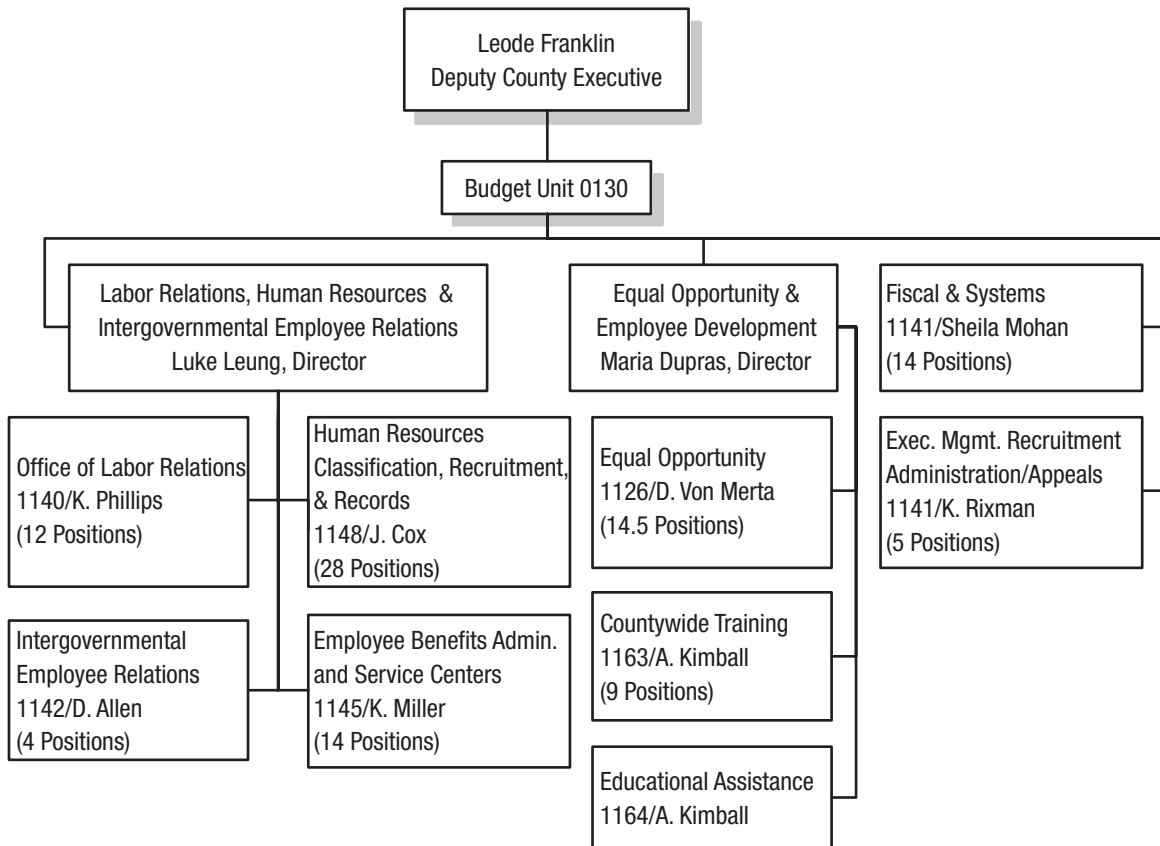 Leode Franklin
Deputy County Executive
Budget Unit 0130
Labor Relations, Human Resources &
Intergovernmental Employee Relations
Luke Leung, Director
Equal Opportunity &
Employee Development
Maria Dupras, Director
Fiscal & Systems
1141/Sheila Mohan
(14 Positions)
Office of Labor Relations
1140/K. Phillips
(12 Positions)
Human Resources
Classification, Recruitment,
& Records
1148/J. Cox
(28 Positions)
Equal Opportunity
1126/D. Von Merta
(14.5 Positions)
Exec. Mgmt. Recruitment
Administration/Appeals
1141/K. Rixman
(5 Positions)
Intergovernmental
Employee Relations
1142/D. Allen
(4 Positions)
Employee Benefits Admin.
and Service Centers
1145/K. Miller
(14 Positions)
Countywide Training
1163/A. Kimball
(9 Positions)
Educational Assistance
1164/A. Kimball